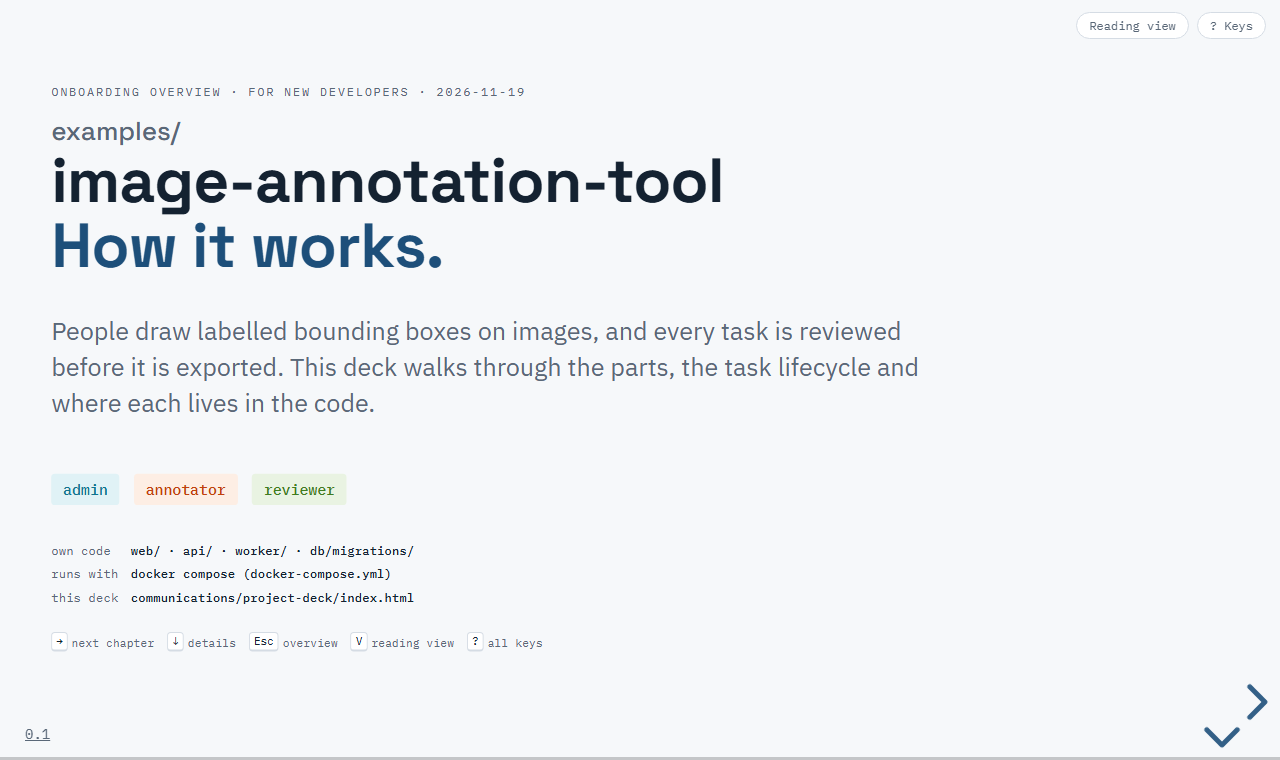 Reading view
? Keys
ONBOARDING OVERVIEW · FOR NEW DEVELOPERS · 2026-11-19
examples/
image-annotation-tool
How it works.
People draw labelled bounding boxes on images, and every task is reviewed
before it is exported. This deck walks through the parts, the task lifecycle and
where each lives in the code.
admin annotator reviewer
own code web/ · api/ · worker/ · db/migrations/
runs with docker compose (docker-compose.yml)
this deck communications/project-deck/index.html
→ next chapter ↓ details Esc overview V reading view ? all keys
0.1